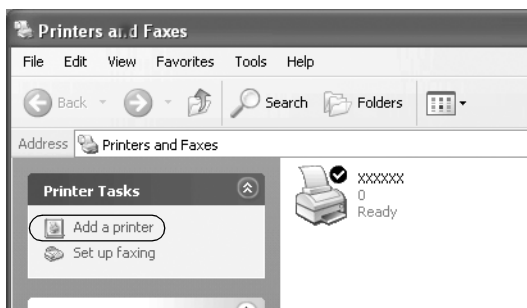 Printers and Faxes
File Edit View Favorites Tools Help
Back Search Folders
Address Printers and Faxes
Printer Tasks
Add a printer
Set up faxing
xxxxxx
0
Ready